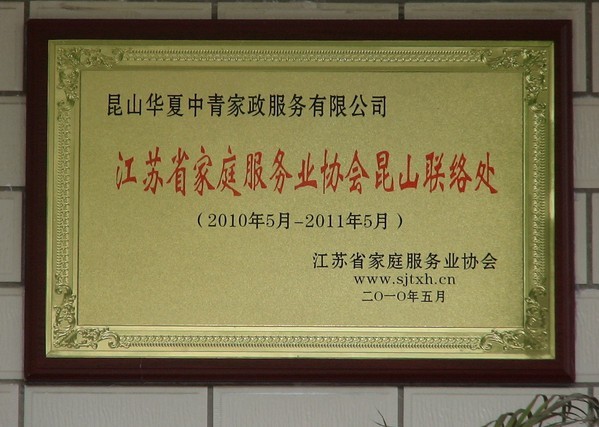 昆山华夏中青家政服务有限公司
江苏省家庭服务业协会昆山联络处
（2010年5月-2011年5月）
江苏省家庭服务业协会
www.sjtxh.cn
二○一○年五月